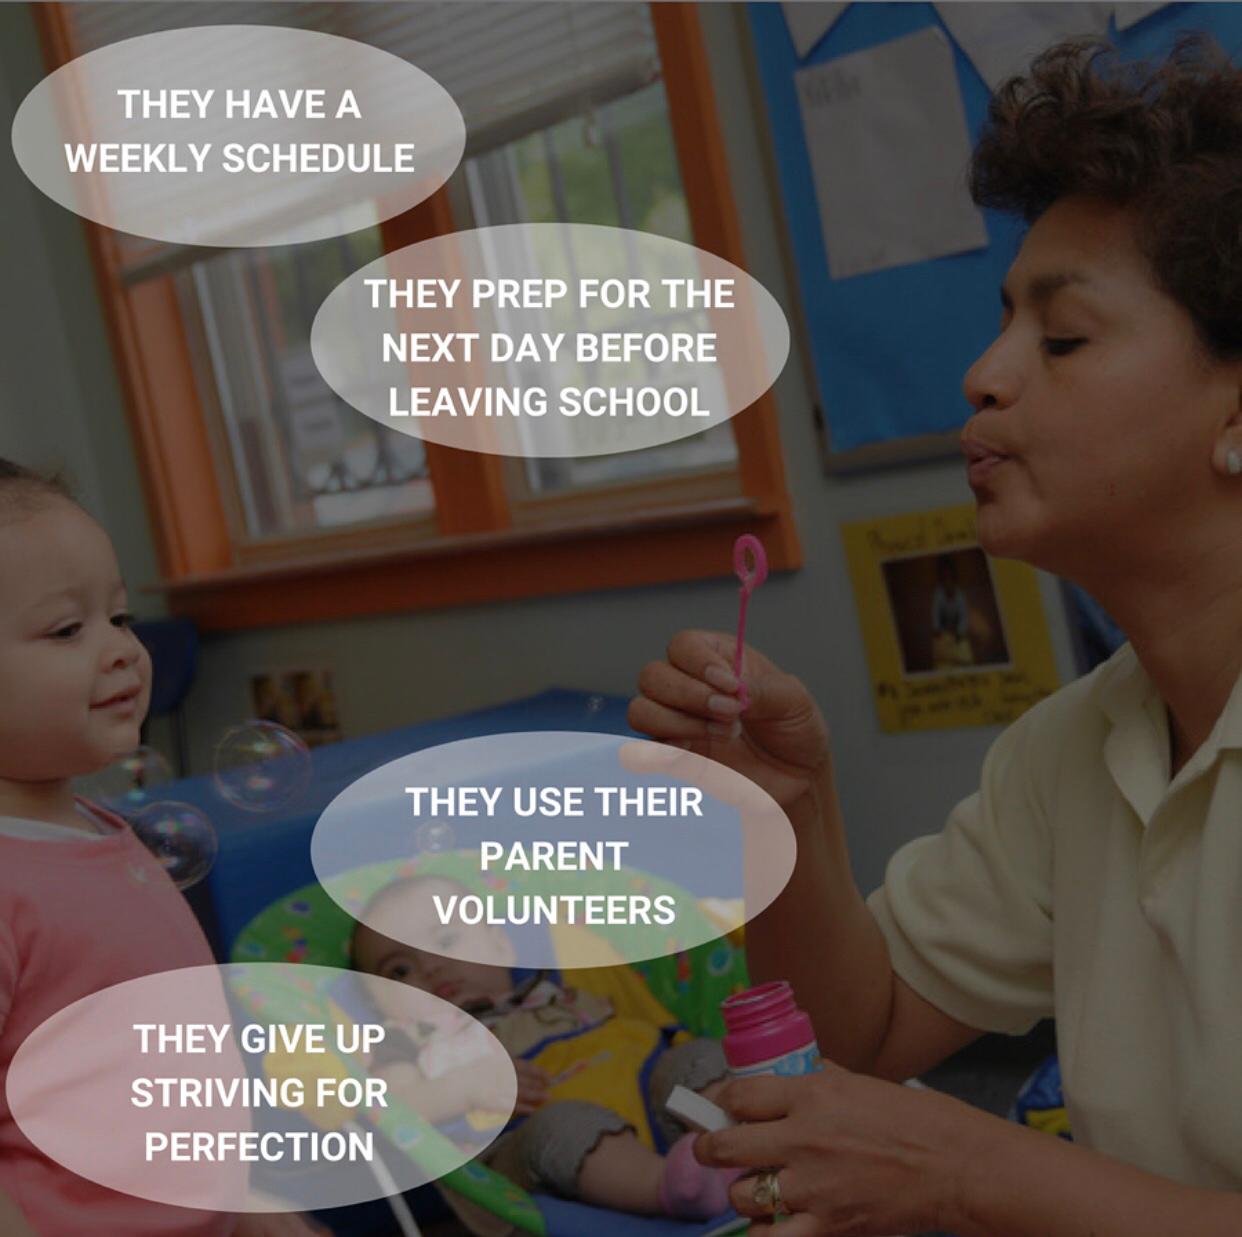 THEY HAVE A
WEEKLY SCHEDULE
THEY PREP FOR THE
NEXT DAY BEFORE
LEAVING SCHOOL
THEY USE THEIR
PARENT
VOLUNTEERS
THEY GIVE UP
STRIVING FOR
PERFECTION